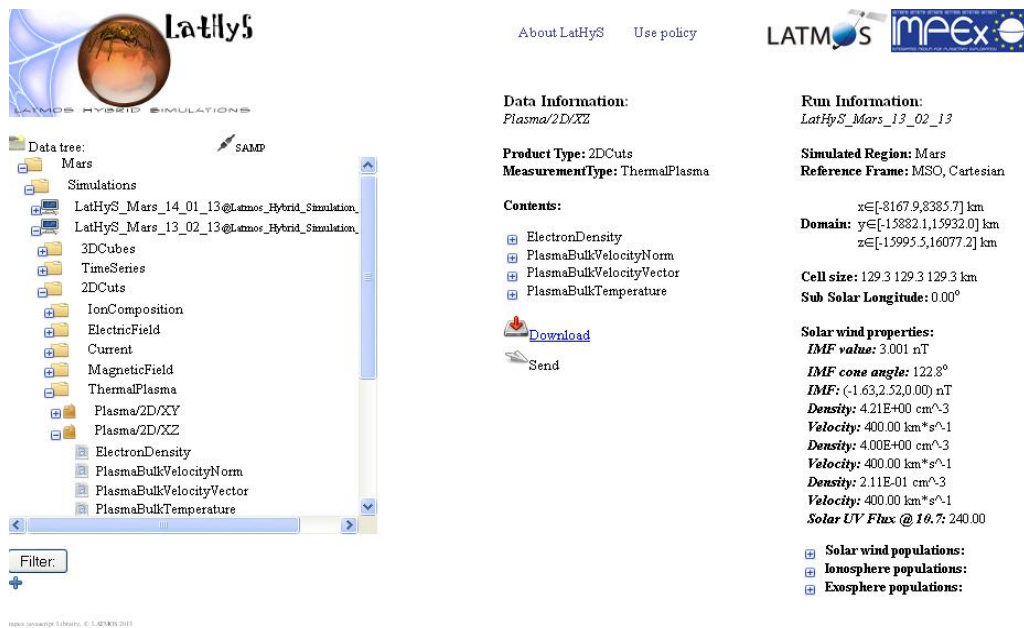 LatHyS
LATMOS HYBRID SIMULATIONS
About LatHyS Use policy
LATMOS IMPEx
Data tree:
SAMP
Mars
Simulations
LatHyS_Mars_14_01_13@Latmos_Hybrid_Simulation_
LatHyS_Mars_13_02_13@Latmos_Hybrid_Simulation_
3DCubes
TimeSeries
2DCuts
IonComposition
ElectricField
Current
MagneticField
ThermalPlasma
Plasma/2D/XY
Plasma/2D/XZ
ElectronDensity
PlasmaBulkVelocityNorm
PlasmaBulkVelocityVector
PlasmaBulkTemperature
Filter:
Data Information:
Plasma/2D/XZ
Product Type: 2DCuts
MeasurementType: ThermalPlasma
Contents:
ElectronDensity
PlasmaBulkVelocityNorm
PlasmaBulkVelocityVector
PlasmaBulkTemperature
Download
Send
Run Information:
LatHyS_Mars_13_02_13
Simulated Region: Mars
Reference Frame: MSO, Cartesian
x∈[-8167.9,8385.7] km
Domain: y∈[-15882.1,15932.0] km
z∈[-15995.5,16077.2] km
Cell size: 129.3 129.3 129.3 km
Sub Solar Longitude: 0.00°
Solar wind properties:
IMF value: 3.001 nT
IMF cone angle: 122.8°
IMF: (-1.63,2.52,0.00) nT
Density: 4.21E+00 cm^-3
Velocity: 400.00 km*s^-1
Density: 4.00E+00 cm^-3
Velocity: 400.00 km*s^-1
Density: 2.11E-01 cm^-3
Velocity: 400.00 km*s^-1
Solar UV Flux @ 10.7: 240.00
Solar wind populations:
Ionosphere populations:
Exosphere populations:
impex javascript Library, © LATMOS 2013